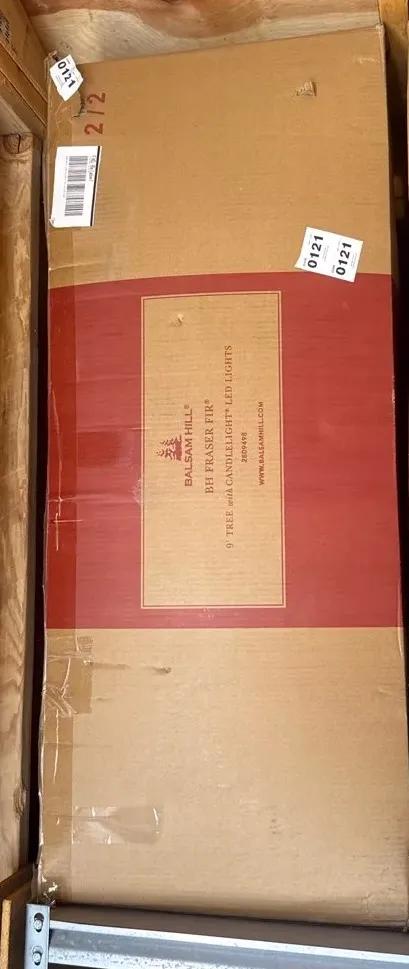 0121
2/2
0121
0121
BALSAM HILL®
BH FRASER FIR®
9' TREE with CANDLELIGHT® LED LIGHTS
2809498
WWW.BALSAMHILL.COM